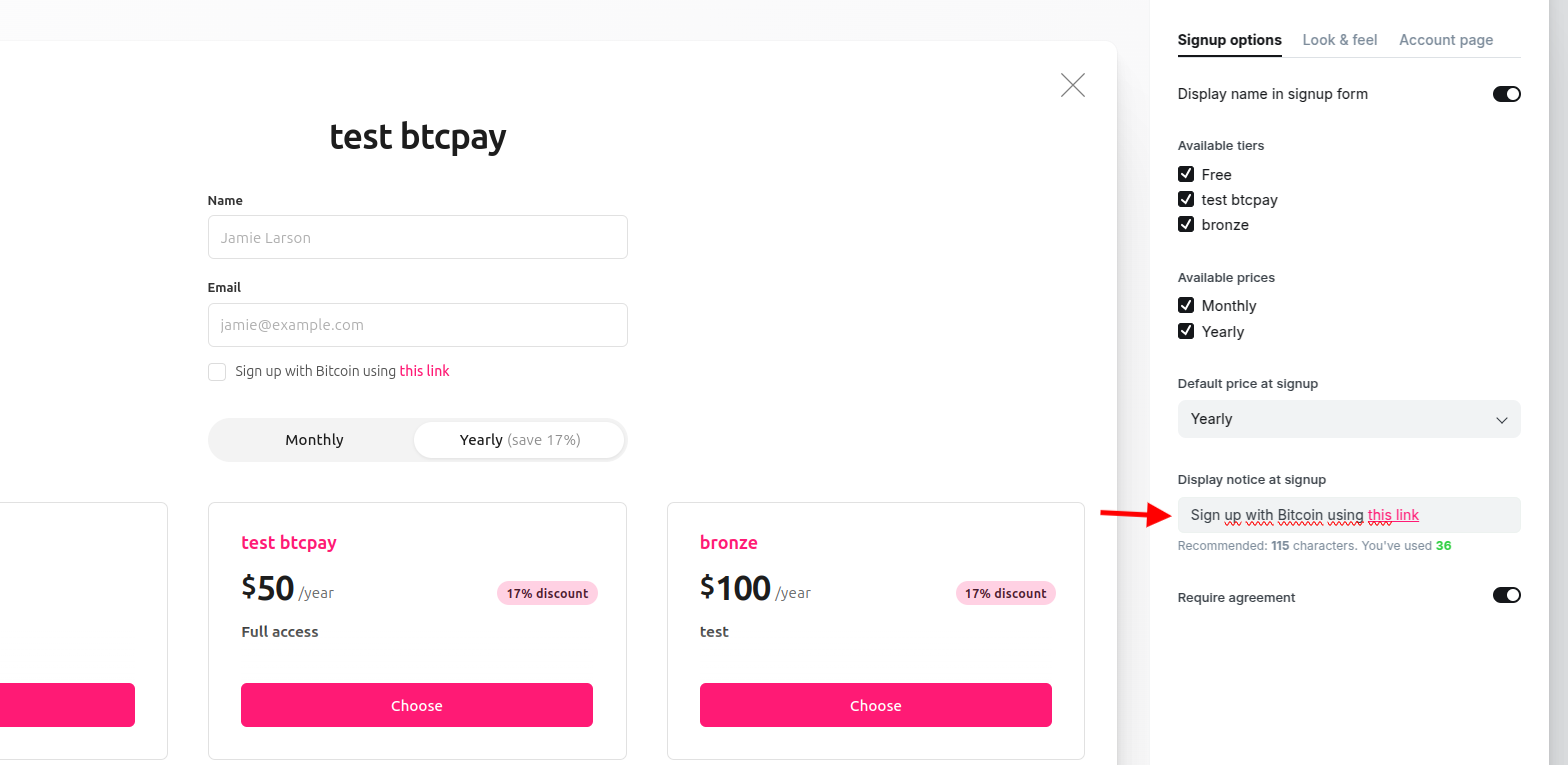 test btcpay
Name
Jamie Larson
Email
jamie@example.com
Sign up with Bitcoin using this link
Monthly
Yearly (save 17%)
test btcpay
$50 /year
17% discount
Full access
Choose
bronze
$100 /year
17% discount
test
Choose
Signup options
Look & feel
Account page
Display name in signup form
Available tiers
Free
test btcpay
bronze
Available prices
Monthly
Yearly
Default price at signup
Yearly
Display notice at signup
Sign up with Bitcoin using this link
Recommended: 115 characters. You've used 36
Require agreement